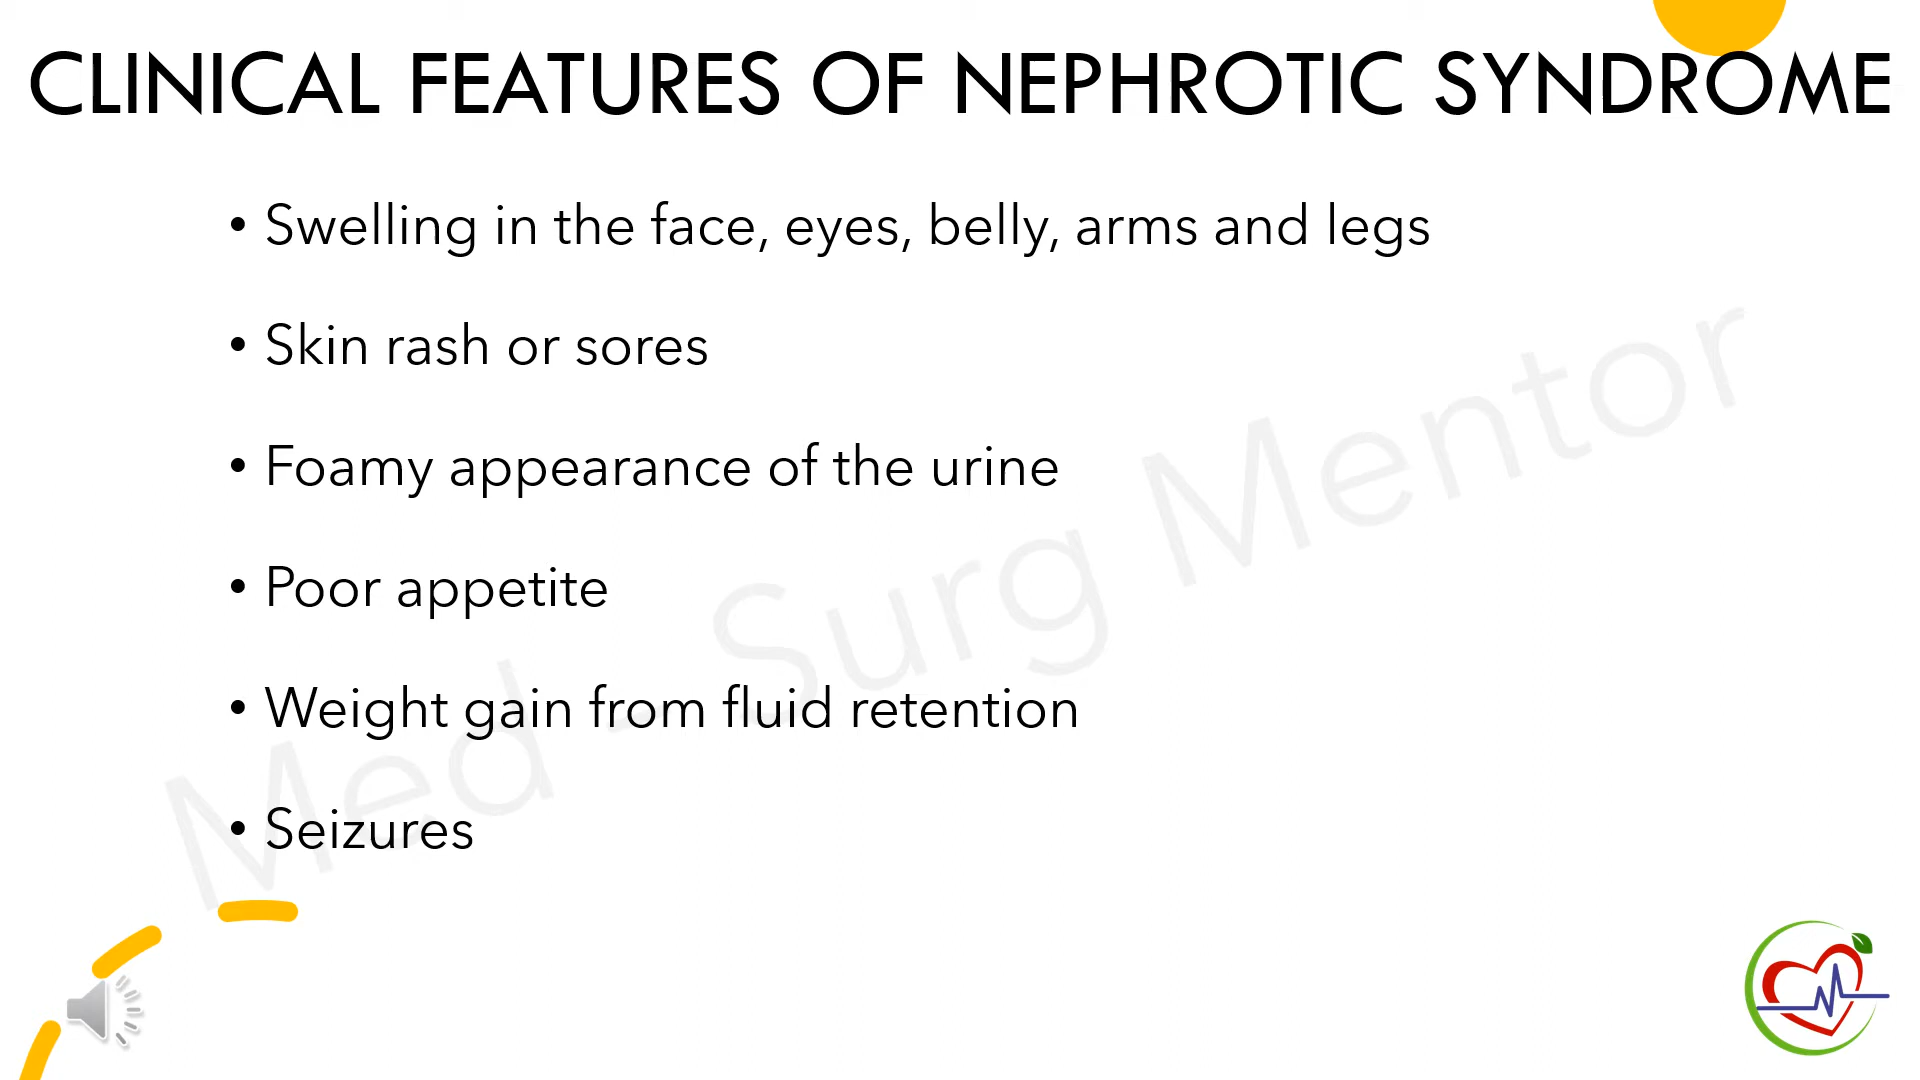 CLINICAL FEATURES OF NEPHROTIC SYNDROME
• Swelling in the face, eyes, belly, arms and legs
• Skin rash or sores
• Foamy appearance of the urine
• Poor appetite
• Weight gain from fluid retention
• Seizures
Med - Surg Mentor